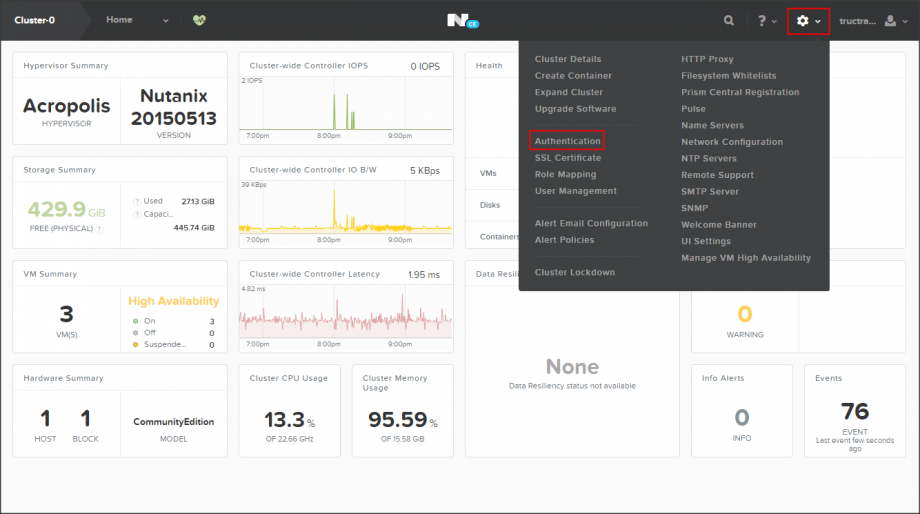 Cluster-0
Home
N
CE
?
tructra...
Hypervisor Summary
Acropolis
HYPERVISOR
Nutanix
20150513
VERSION
Cluster-wide Controller IOPS
0 IOPS
2 IOPS
7:00pm
8:00pm
9:00pm
Health
Storage Summary
429.9 GiB
FREE (PHYSICAL) ?
? Used
27.13 GiB
? Capaci...
445.74 GiB
Cluster-wide Controller IO B/W
5 KBps
39 KBps
7:00pm
8:00pm
9:00pm
VMs
Disks
Containers
Cluster Details
Create Container
Expand Cluster
Upgrade Software
Authentication
SSL Certificate
Role Mapping
User Management
Alert Email Configuration
Alert Policies
Cluster Lockdown
HTTP Proxy
Filesystem Whitelists
Prism Central Registration
Pulse
Name Servers
Network Configuration
NTP Servers
Remote Support
SMTP Server
SNMP
Welcome Banner
UI Settings
Manage VM High Availability
VM Summary
3
VM(S)
High Availability
On
3
Off
0
Suspende...
0
Cluster-wide Controller Latency
1.95 ms
4.82 ms
7:00pm
8:00pm
9:00pm
Data Resili
None
Data Resiliency status not available
0
WARNING
Hardware Summary
1
HOST
1
BLOCK
CommunityEdition
MODEL
Cluster CPU Usage
13.3 %
OF 22.66 GHz
Cluster Memory
Usage
95.59 %
OF 15.58 GiB
Info Alerts
0
INFO
Events
76
EVENT
Last event few seconds
ago